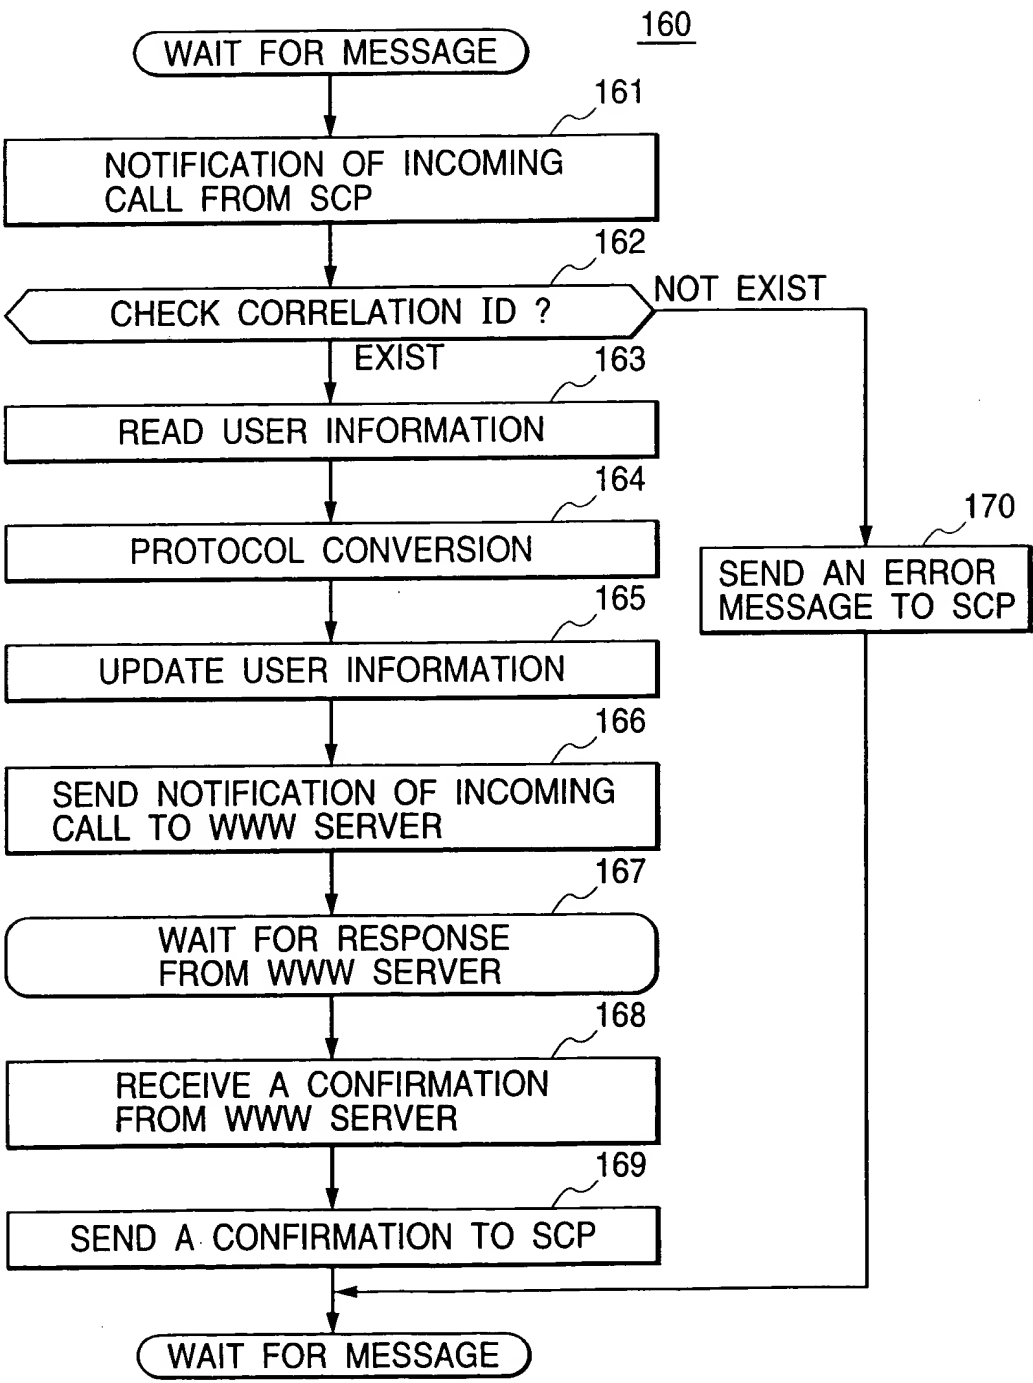 160
WAIT FOR MESSAGE
161
NOTIFICATION OF INCOMING
CALL FROM SCP
162
CHECK CORRELATION ID ?
NOT EXIST
EXIST
163
READ USER INFORMATION
164
PROTOCOL CONVERSION
170
SEND AN ERROR
MESSAGE TO SCP
165
UPDATE USER INFORMATION
166
SEND NOTIFICATION OF INCOMING
CALL TO WWW SERVER
167
WAIT FOR RESPONSE
FROM WWW SERVER
168
RECEIVE A CONFIRMATION
FROM WWW SERVER
169
SEND A CONFIRMATION TO SCP
WAIT FOR MESSAGE